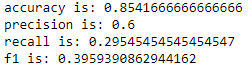 accuracy is: 0.8541666666666666
precision is: 0.6
recall is: 0.29545454545454547
f1 is: 0.3959390862944162